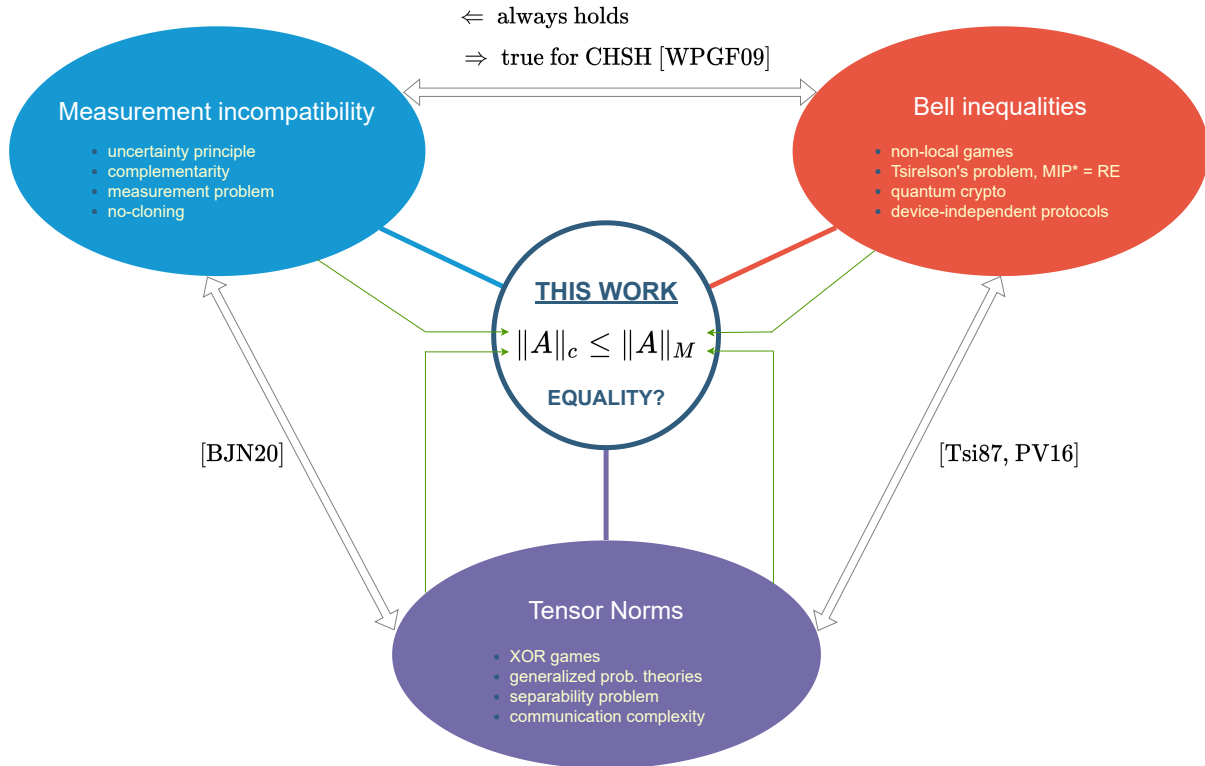 ⇐ always holds
⇒ true for CHSH [WPGF09]
Measurement incompatibility
• uncertainty principle
• complementarity
• measurement problem
• no-cloning
Bell inequalities
• non-local games
• Tsirelson's problem, MIP* = RE
• quantum crypto
• device-independent protocols
THIS WORK
‖A‖_c ≤ ‖A‖_M
EQUALITY?
[BJN20]
[Tsi87, PV16]
Tensor Norms
• XOR games
• generalized prob. theories
• separability problem
• communication complexity